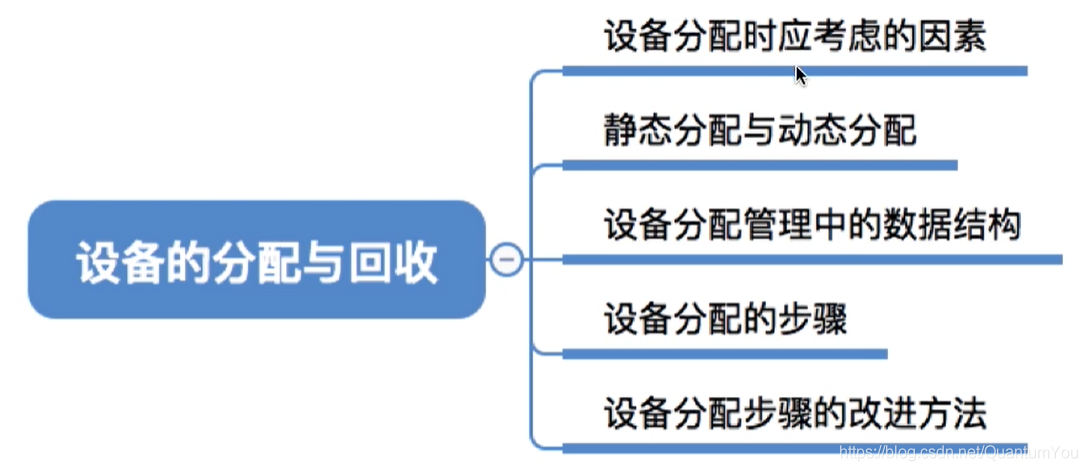 设备分配时应考虑的因素
静态分配与动态分配
设备分配管理中的数据结构
设备的分配与回收
设备分配的步骤
设备分配步骤的改进方法
https://blog.csdn.net/QuantumYou